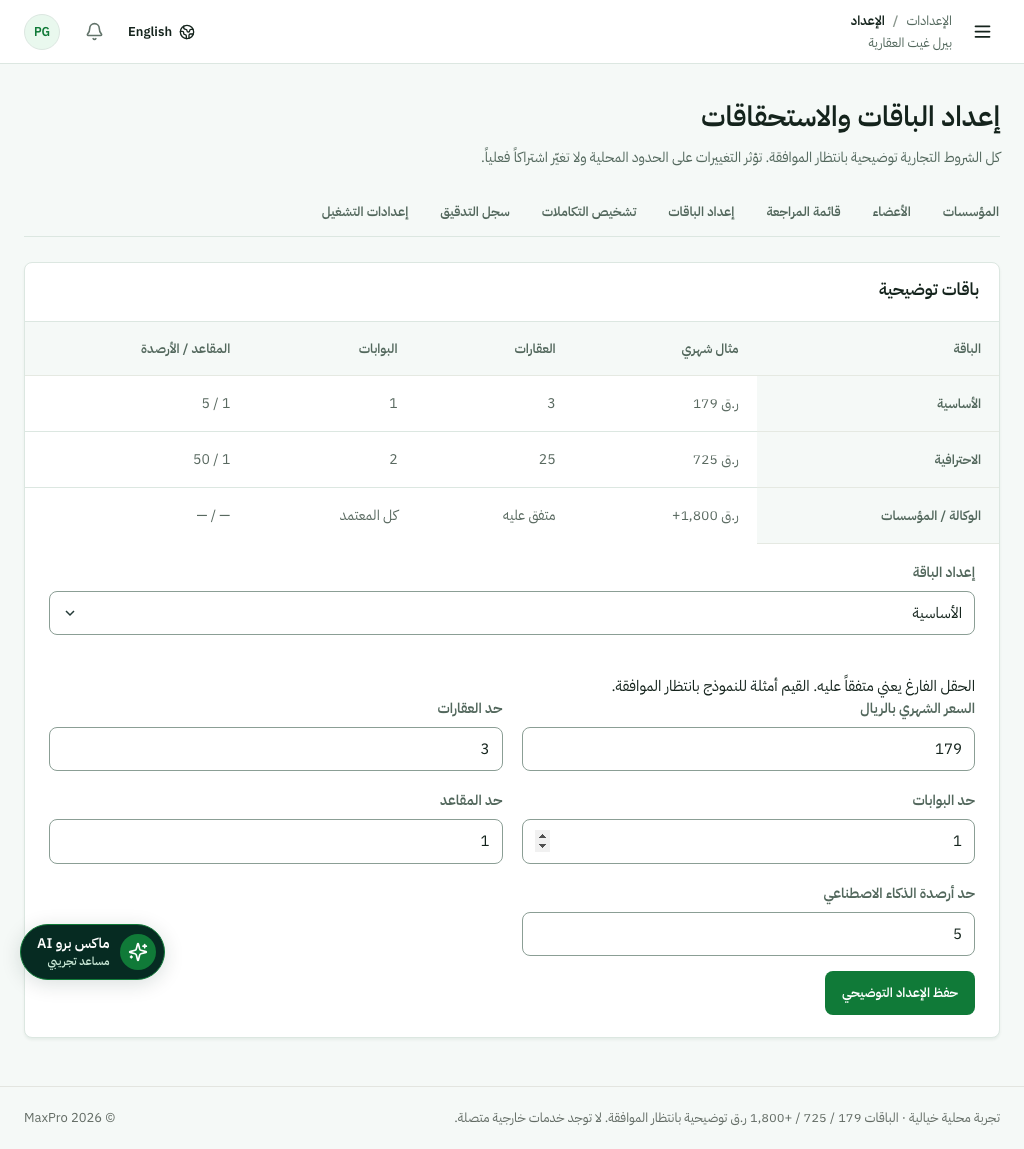 الإعدادات / الإعداد
بيرل غيت العقارية
English
PG
إعداد الباقات والاستحقاقات
كل الشروط التجارية توضيحية بانتظار الموافقة. تؤثر التغييرات على الحدود المحلية ولا تغيّر اشتراكاً فعلياً.
المؤسسات الأعضاء قائمة المراجعة إعداد الباقات تشخيص التكاملات سجل التدقيق إعدادات التشغيل
باقات توضيحية
الباقة مثال شهري العقارات البوابات المقاعد / الأرصدة
الأساسية ر.ق 179 3 1 1 / 5
الاحترافية ر.ق 725 25 2 1 / 50
الوكالة / المؤسسات ر.ق 1,800+ متفق عليه كل المعتمد — / —
إعداد الباقة
الأساسية
الحقل الفارغ يعني متفقاً عليه. القيم أمثلة للنموذج بانتظار الموافقة.
السعر الشهري بالريال حد العقارات
179 3
حد البوابات حد المقاعد
1 1
حد أرصدة الذكاء الاصطناعي
5
ماكس برو AI
مساعد تجريبي
حفظ الإعداد التوضيحي
تجربة محلية خيالية · الباقات 179 / 725 / +1,800 ر.ق توضيحية بانتظار الموافقة. لا توجد خدمات خارجية متصلة.
© 2026 MaxPro